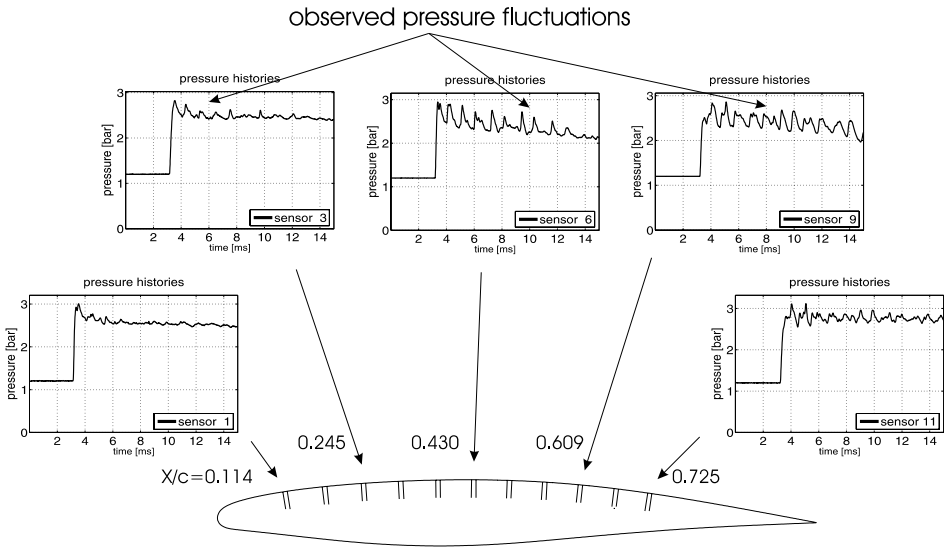 observed pressure fluctuations
pressure histories
pressure [bar]
3
2
1
0
2 4 6 8 10 12 14
time [ms]
sensor 3
pressure histories
pressure [bar]
3
2
1
0
2 4 6 8 10 12 14
time [ms]
sensor 6
pressure histories
pressure [bar]
3
2
1
0
2 4 6 8 10 12 14
time [ms]
sensor 9
pressure histories
pressure [bar]
3
2
1
0
2 4 6 8 10 12 14
time [ms]
sensor 1
pressure histories
pressure [bar]
3
2
1
0
2 4 6 8 10 12 14
time [ms]
sensor 11
X/c=0.114
0.245
0.430
0.609
0.725